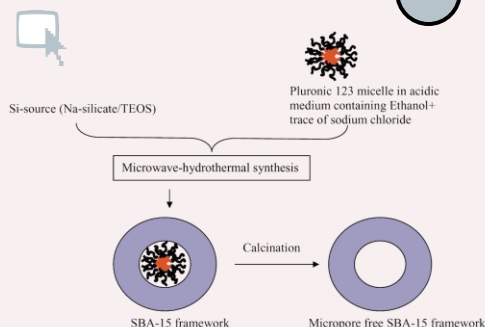 Pluronic 123 micelle in acidic
medium containing Ethanol+
trace of sodium chloride
Si-source (Na-silicate/TEOS)
Microwave-hydrothermal synthesis
Calcination
SBA-15 framework
Micropore free SBA-15 framework